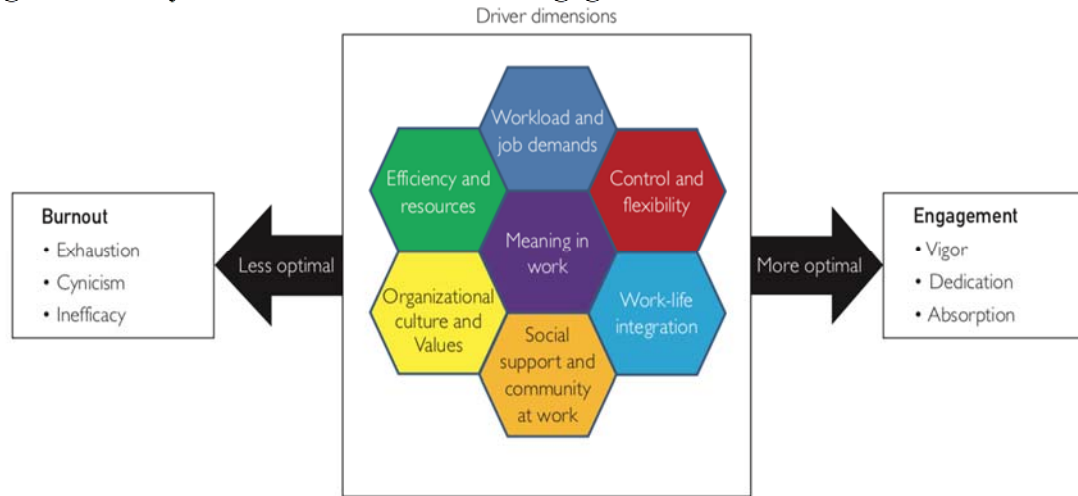 Driver dimensions
Workload and
job demands
Efficiency and
resources
Control and
flexibility
Meaning in
work
Organizational
culture and
Values
Work-life
integration
Social
support and
community
at work
Burnout
• Exhaustion
• Cynicism
• Inefficacy
Less optimal
More optimal
Engagement
• Vigor
• Dedication
• Absorption